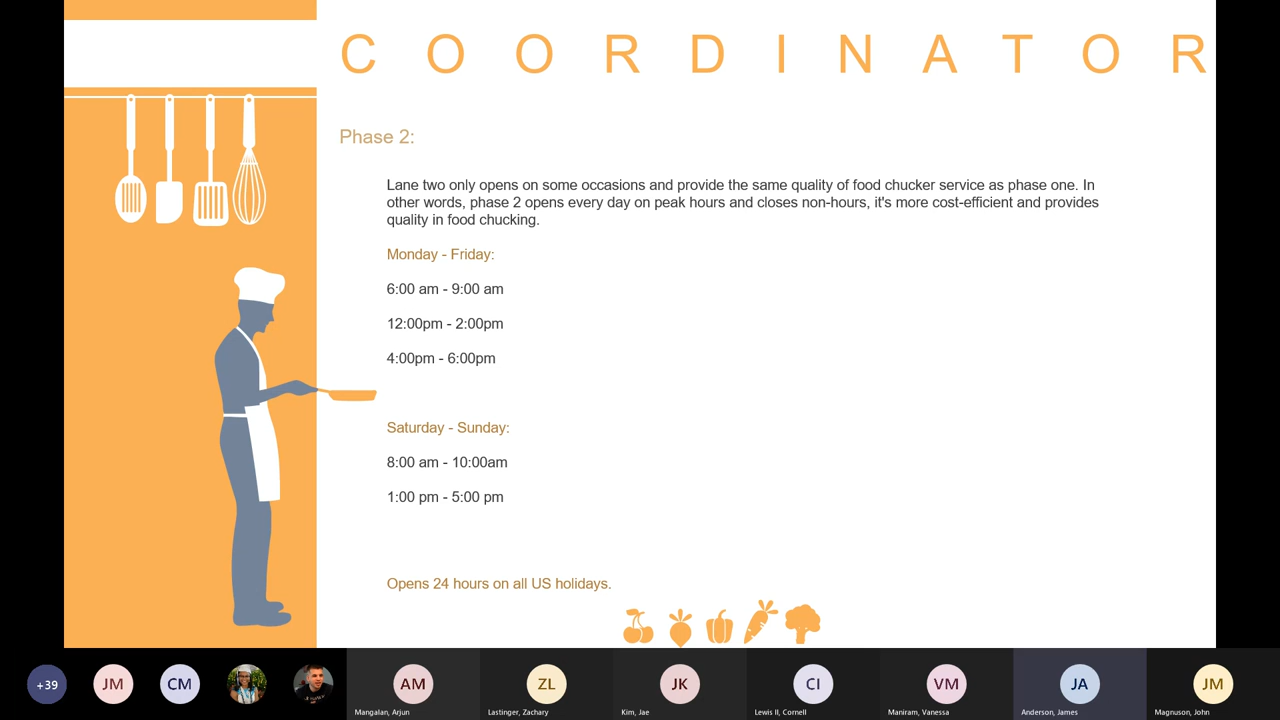 COORDINATOR
Phase 2:
Lane two only opens on some occasions and provide the same quality of food chucker service as phase one. In
other words, phase 2 opens every day on peak hours and closes non-hours, it's more cost-efficient and provides
quality in food chucking.
Monday - Friday:
6:00 am - 9:00 am
12:00pm - 2:00pm
4:00pm - 6:00pm
Saturday - Sunday:
8:00 am - 10:00am
1:00 pm - 5:00 pm
Opens 24 hours on all US holidays.
+39
JM
CM
AM
ZL
JK
CI
VM
JA
JM
Mangalan, Arjun
Lastinger, Zachary
Kim, Jae
Lewis II, Cornell
Maniram, Vanessa
Anderson, James
Magnuson, John